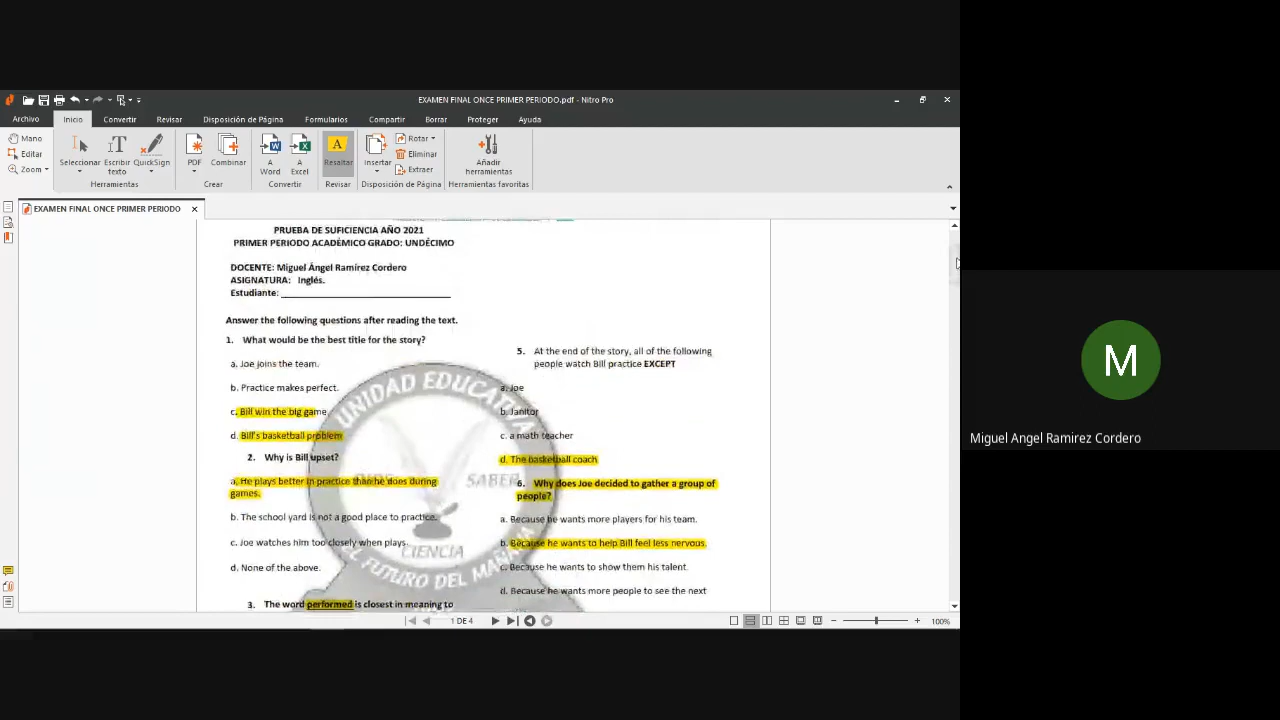 EXAMEN FINAL ONCE PRIMER PERIODO.pdf - Nitro Pro
Archivo Inicio Convertir Revisar Disposición de Página Formularios Compartir Borrar Proteger Ayuda
Mano
Editar
Zoom
Seleccionar
Escribir texto
QuickSign
Herramientas
PDF
Combinar
Crear
A Word
A Excel
Convertir
Resaltar
Revisar
Insertar
Rotar
Eliminar
Extraer
Disposición de Página
Añadir herramientas
Herramientas favoritas
EXAMEN FINAL ONCE PRIMER PERIODO
PRUEBA DE SUFICIENCIA AÑO 2021
PRIMER PERIODO ACADÉMICO GRADO: UNDÉCIMO
DOCENTE: Miguel Ángel Ramírez Cordero
ASIGNATURA: Inglés.
Estudiante:
Answer the following questions after reading the text.
1. What would be the best title for the story?
a. Joe joins the team.
b. Practice makes perfect.
c. Bill win the big game.
d. Bill's basketball problem
2. Why is Bill upset?
a. He plays better in practice than he does during
games.
b. The school yard is not a good place to practice.
c. Joe watches him too closely when plays.
d. None of the above.
3. The word performed is closest in meaning to
5. At the end of the story, all of the following
people watch Bill practice EXCEPT
a. Joe
b. Janitor
c. a math teacher
d. The basketball coach
6. Why does Joe decided to gather a group of
people?
a. Because he wants more players for his team.
b. Because he wants to help Bill feel less nervous.
c. Because he wants to show them his talent.
d. Because he wants more people to see the next
UNIDAD EDUCATIVA
SABER
CIENCIA
EL FUTURO DEL MAÑANA
1 DE 4
100%
M
Miguel Angel Ramirez Cordero